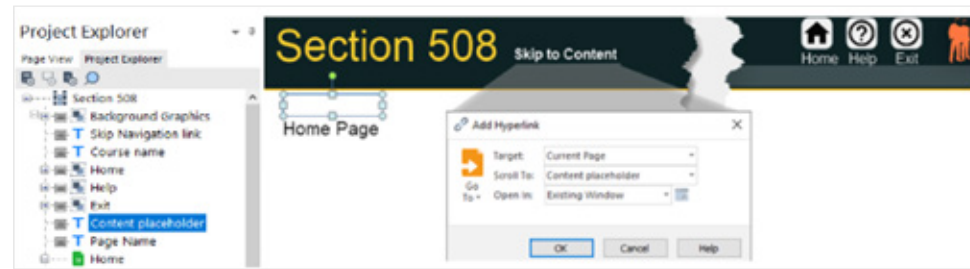 Project Explorer
Page View Project Explorer
Section 508
Background Graphics
Skip Navigation link
Course name
Home
Help
Exit
Content placeholder
Page Name
Home
Section 508 Skip to Content
Home Help Exit
Home Page
Add Hyperlink
Target: Current Page
Scroll To: Content placeholder
Go To
Open In: Existing Window
OK Cancel Help